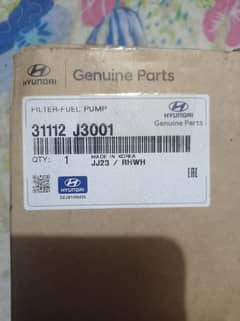 HYUNDAI
Genuine Parts
FILTER-FUEL PUMP
HYUNDAI
Genuine Parts
31112 J3001
QTY: 1
MADE IN KOREA
JJ23 / RHWH
HYUNDAI
EAC